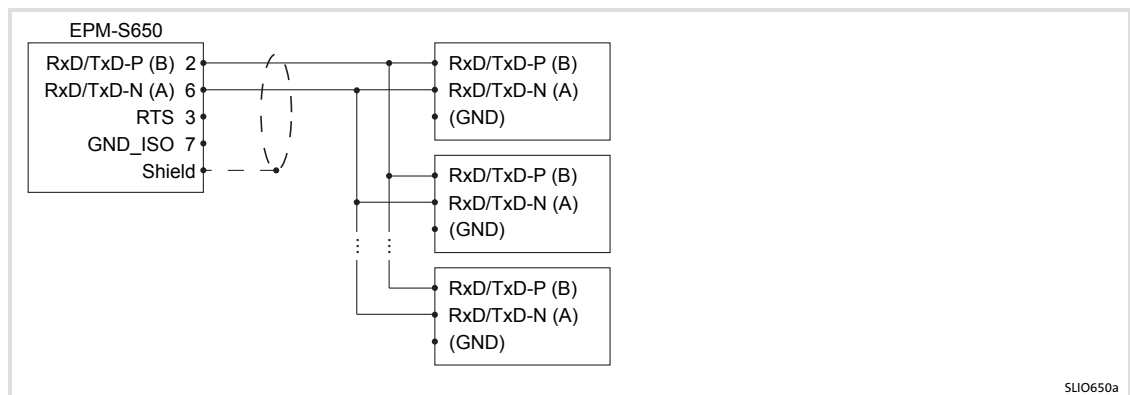 EPM-S650
RxD/TxD-P (B) 2
RxD/TxD-N (A) 6
RTS 3
GND_ISO 7
Shield
RxD/TxD-P (B)
RxD/TxD-N (A)
(GND)
RxD/TxD-P (B)
RxD/TxD-N (A)
(GND)
RxD/TxD-P (B)
RxD/TxD-N (A)
(GND)
SLIO650a